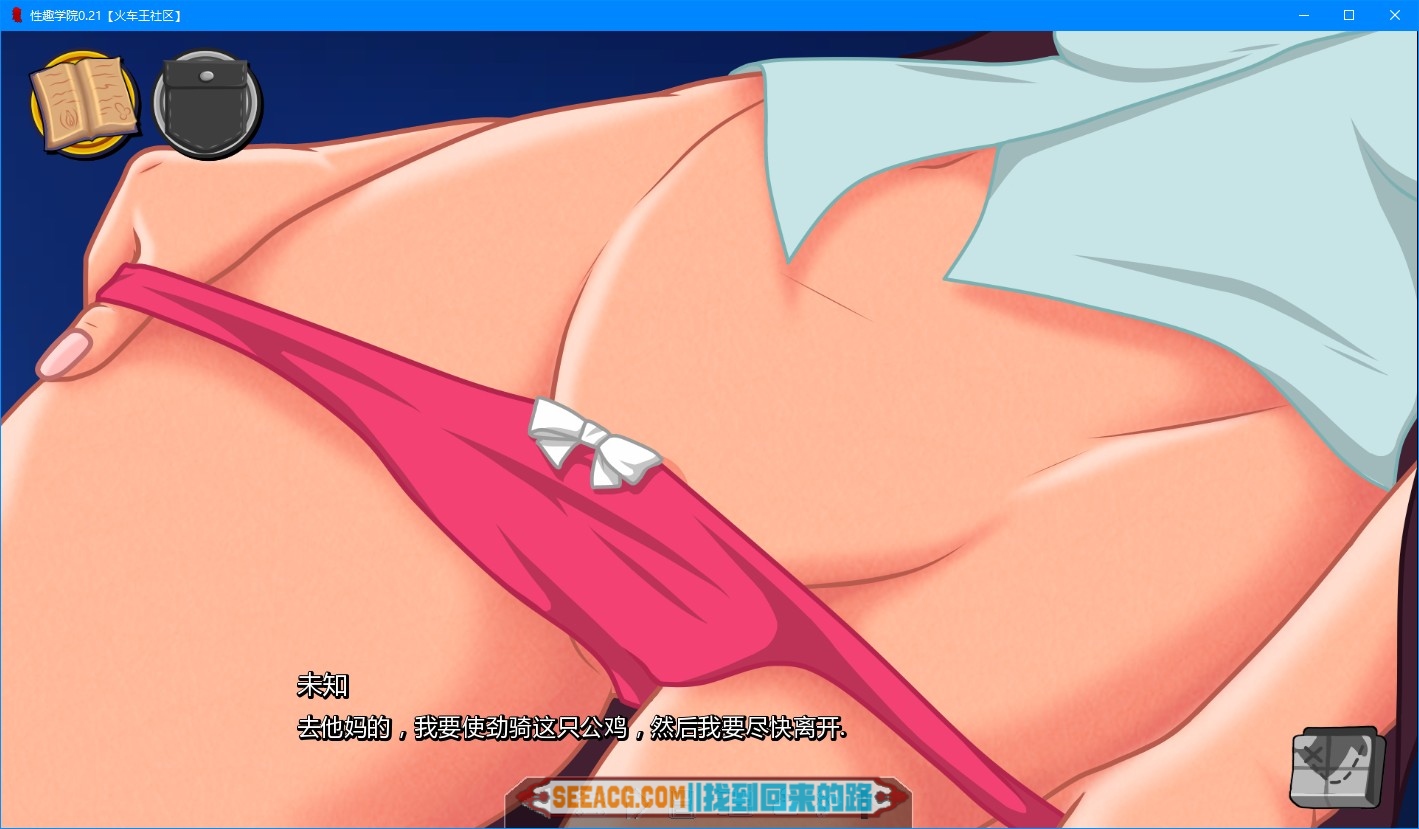 性趣学院0.21【火车王社区】
未知
去他妈的，我要使劲骑这只公鸡，然后我要尽快离开.
SEEACG.COM||找到回来的路